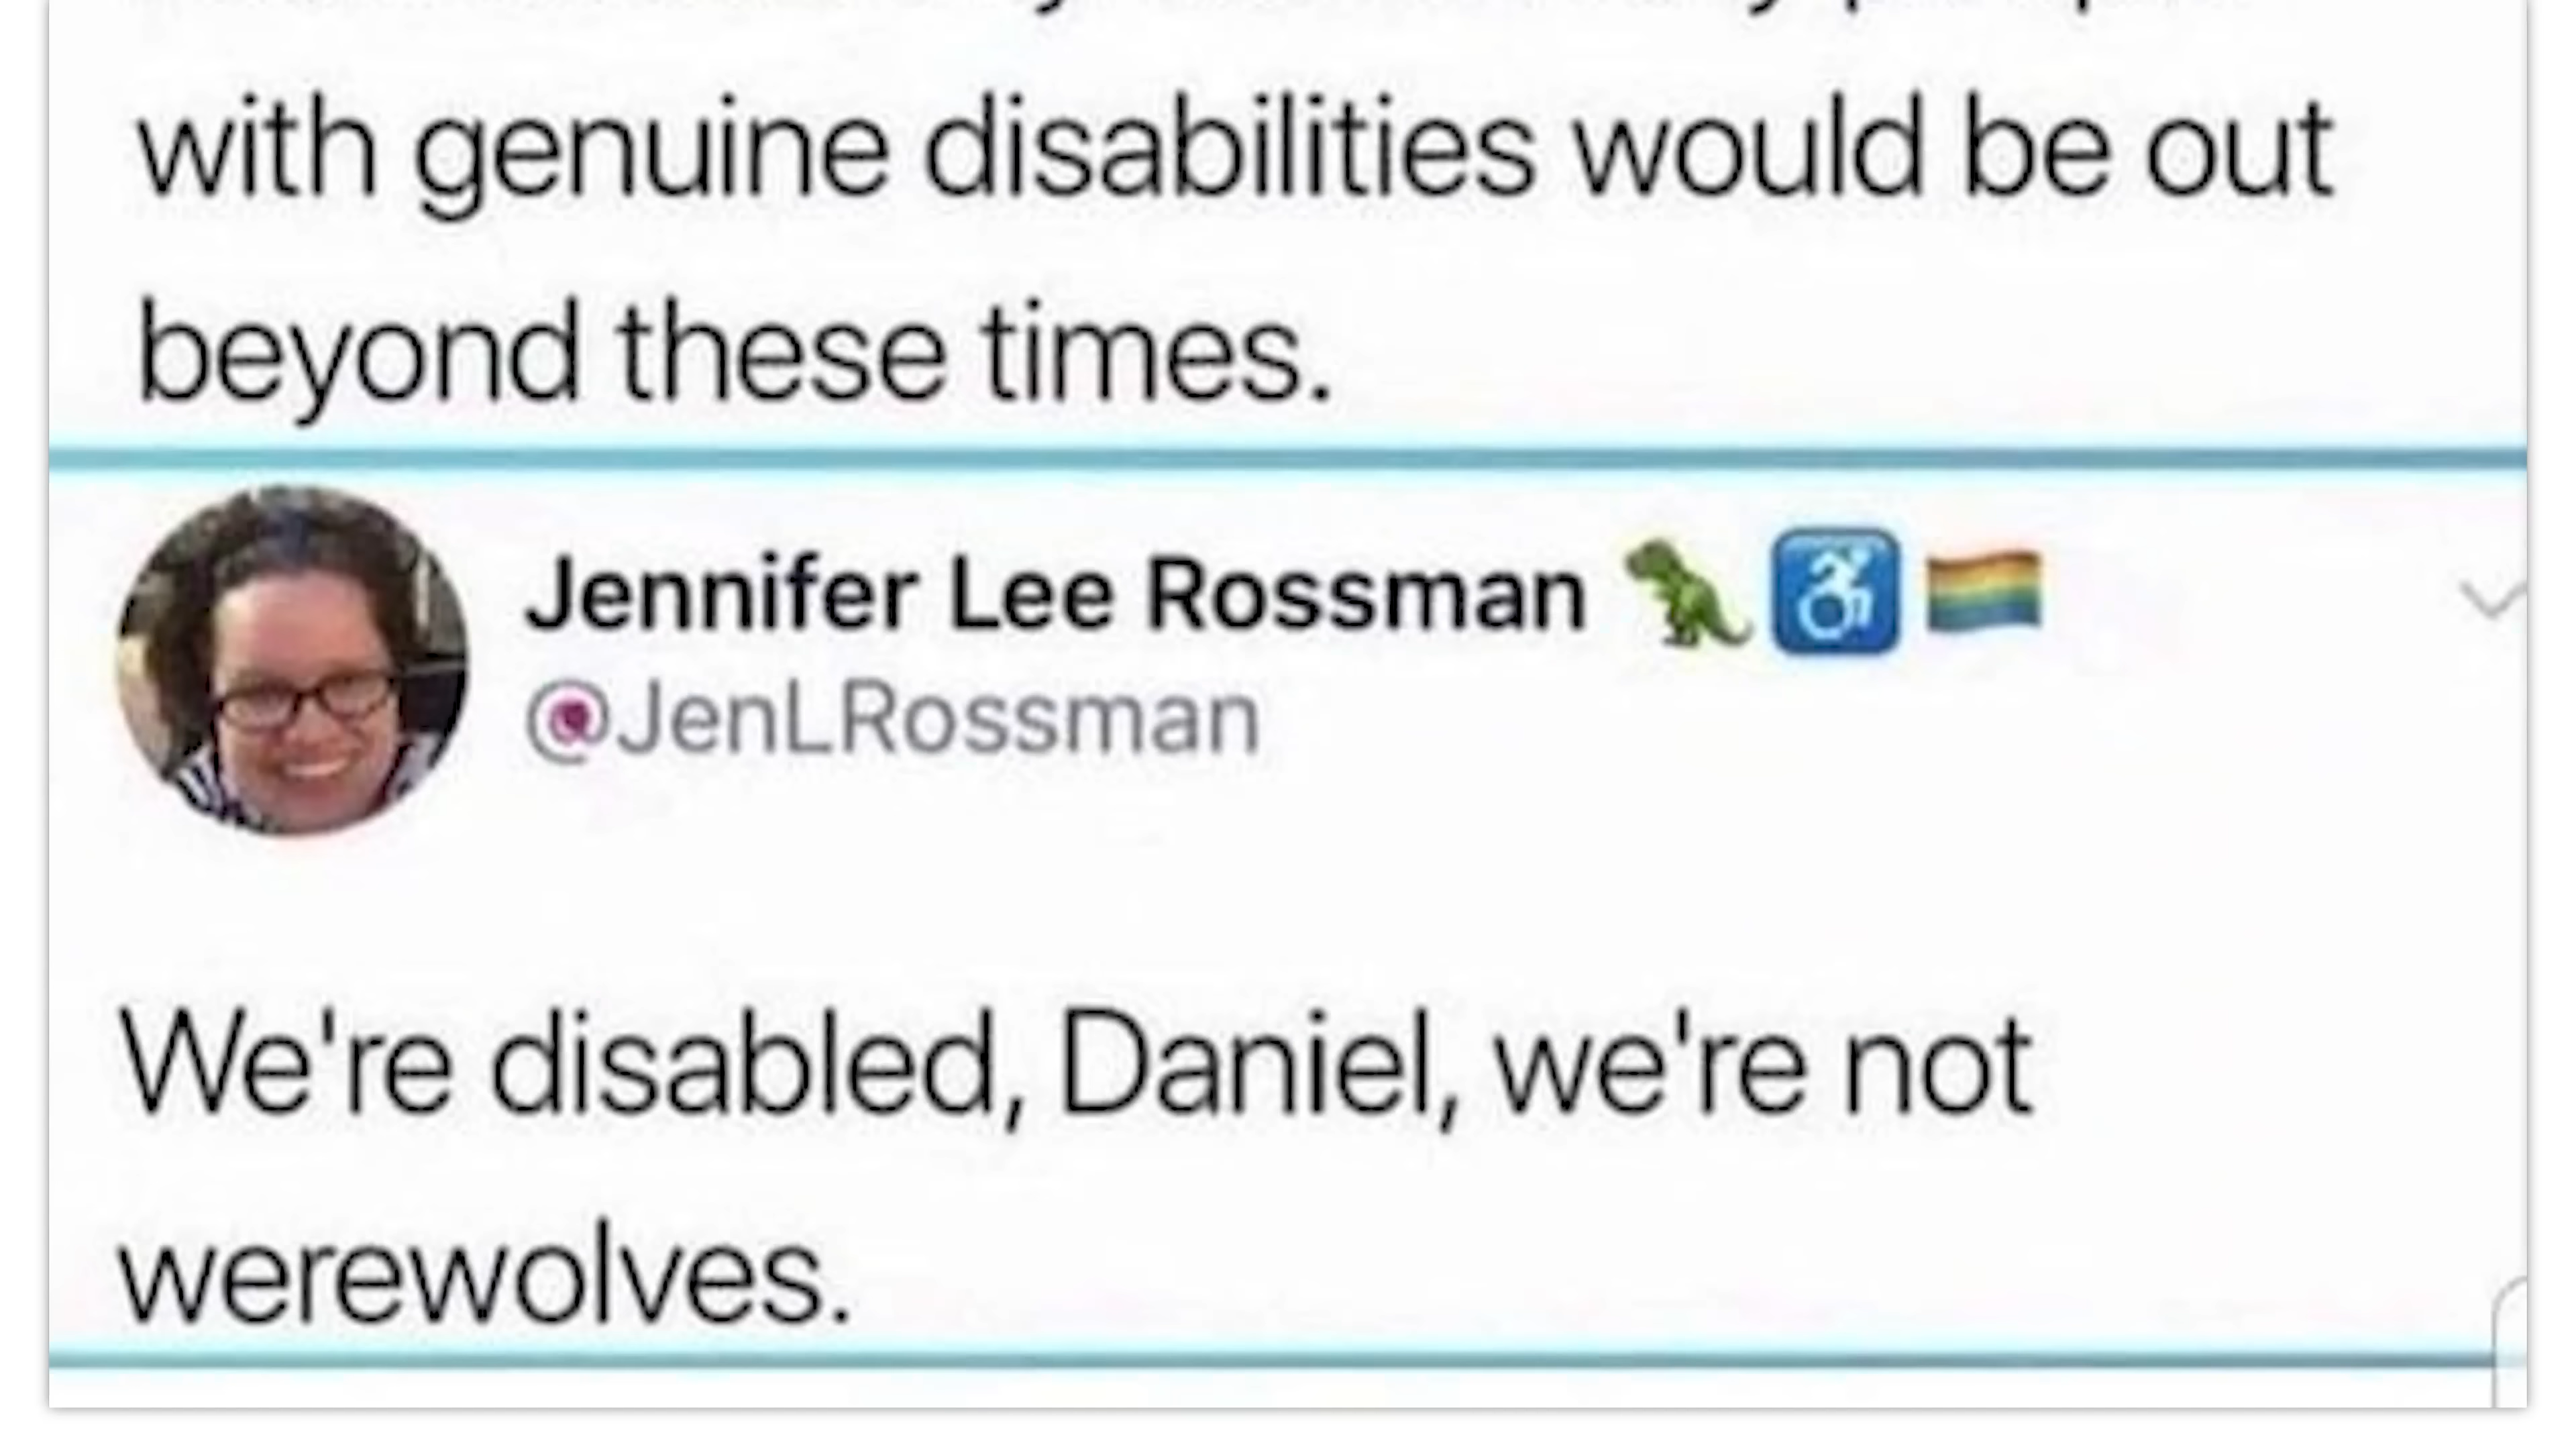 with genuine disabilities would be out
beyond these times.
Jennifer Lee Rossman 🦖♿🏳️‍🌈
@JenLRossman
We're disabled, Daniel, we're not
werewolves.